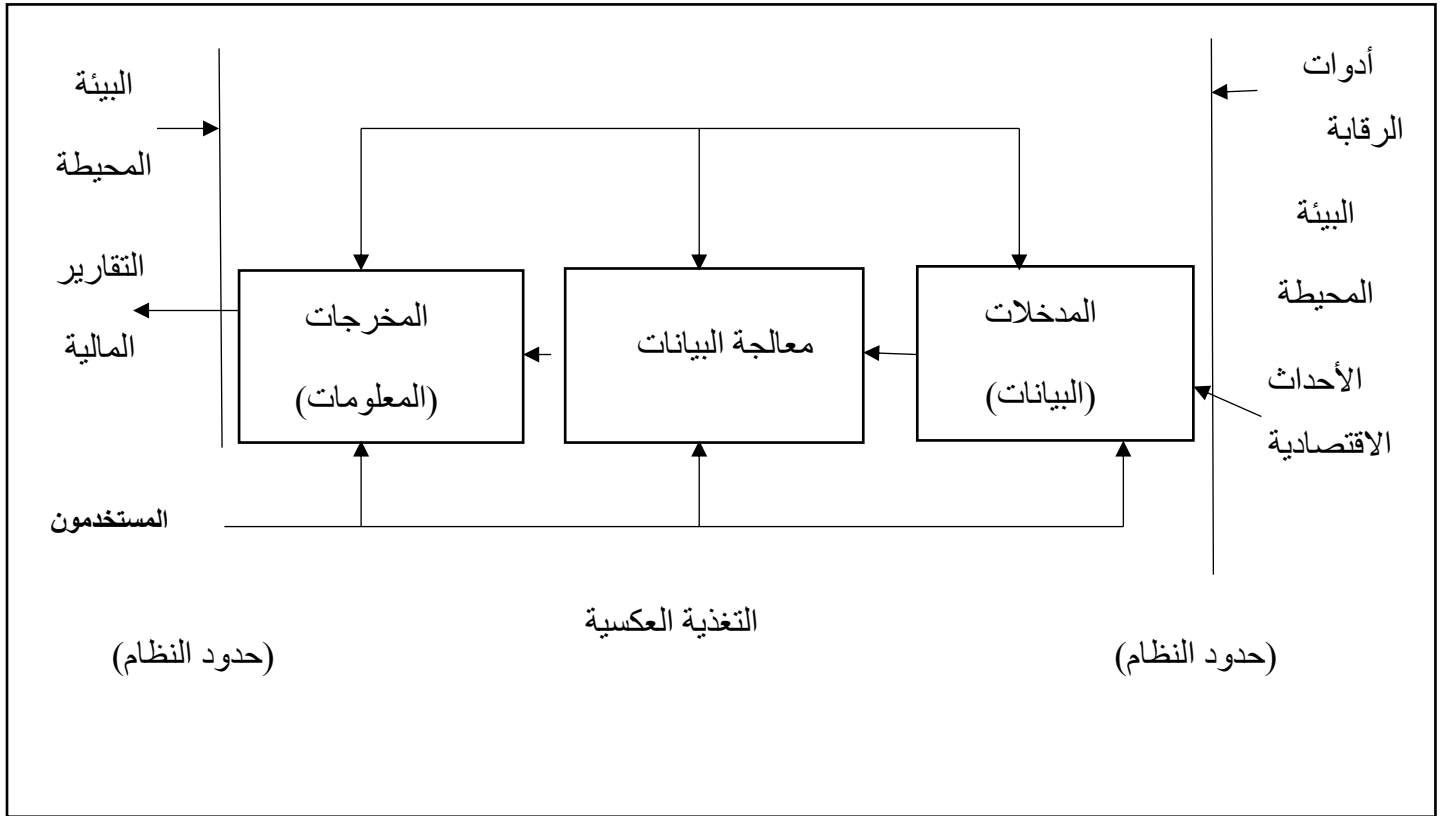 أدوات
الرقابة
البيئة
المحيطة
الأحداث
الاقتصادية
المدخلات
(البيانات)
معالجة البيانات
المخرجات
(المعلومات)
البيئة
المحيطة
التقارير
المالية
المستخدمون
التغذية العكسية
(حدود النظام)
(حدود النظام)